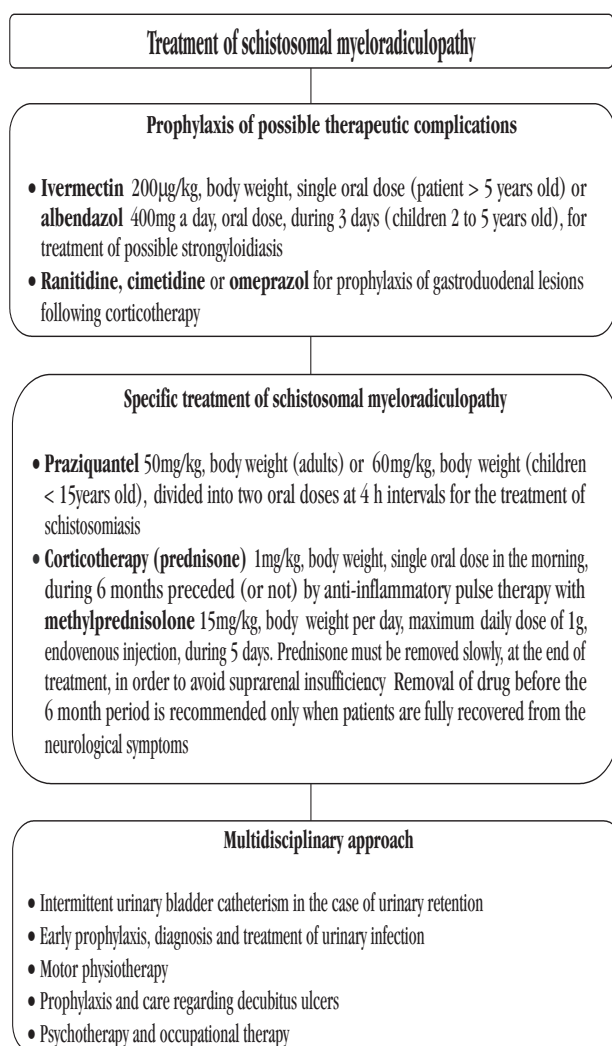 Treatment of schistosomal myeloradiculopathy
Prophylaxis of possible therapeutic complications
• Ivermectin 200µg/kg, body weight, single oral dose (patient > 5 years old) or
albendazol 400mg a day, oral dose, during 3 days (children 2 to 5 years old), for
treatment of possible strongyloidiasis
• Ranitidine, cimetidine or omeprazol for prophylaxis of gastroduodenal lesions
following corticotherapy
Specific treatment of schistosomal myeloradiculopathy
• Praziquantel 50mg/kg, body weight (adults) or 60mg/kg, body weight (children
< 15years old), divided into two oral doses at 4 h intervals for the treatment of
schistosomiasis
• Corticotherapy (prednisone) 1mg/kg, body weight, single oral dose in the morning,
during 6 months preceded (or not) by anti-inflammatory pulse therapy with
methylprednisolone 15mg/kg, body weight per day, maximum daily dose of 1g,
endovenous injection, during 5 days. Prednisone must be removed slowly, at the end of
treatment, in order to avoid suprarenal insufficiency Removal of drug before the
6 month period is recommended only when patients are fully recovered from the
neurological symptoms
Multidisciplinary approach
• Intermittent urinary bladder catheterism in the case of urinary retention
• Early prophylaxis, diagnosis and treatment of urinary infection
• Motor physiotherapy
• Prophylaxis and care regarding decubitus ulcers
• Psychotherapy and occupational therapy